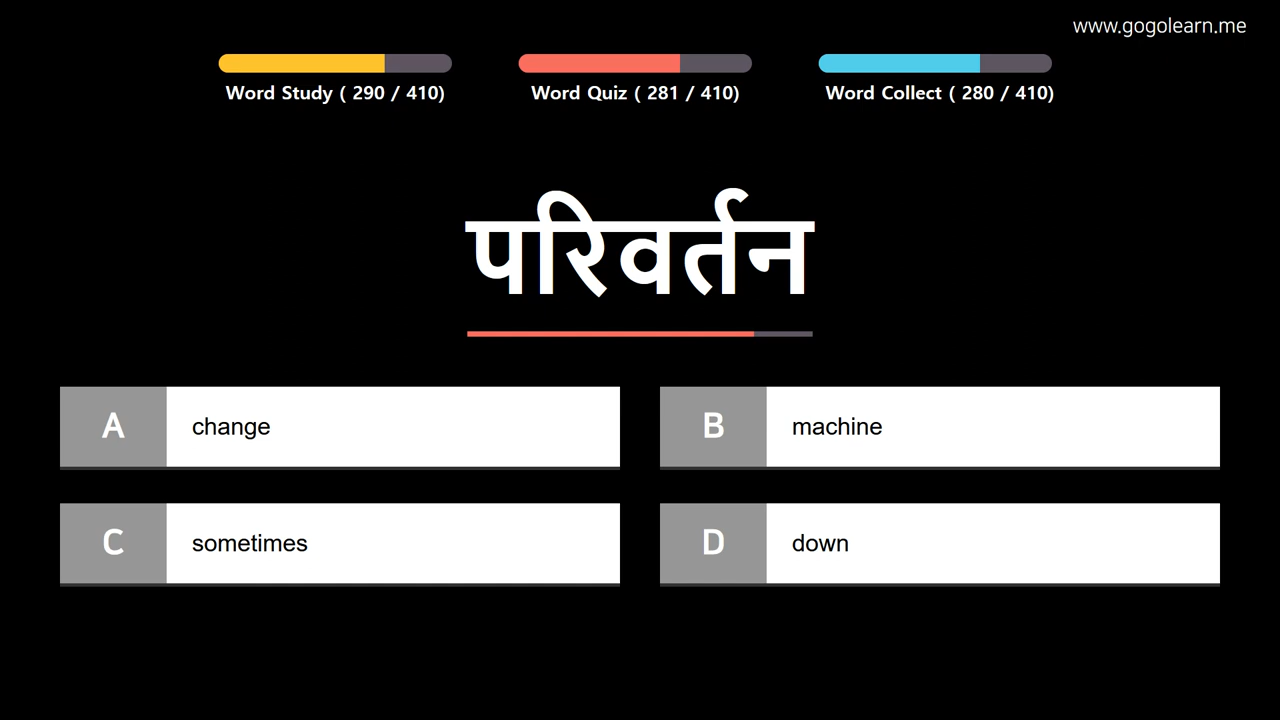 www.gogolearn.me
Word Study ( 290 / 410)
Word Quiz ( 281 / 410)
Word Collect ( 280 / 410)
परिवर्तन
A change
B machine
C sometimes
D down